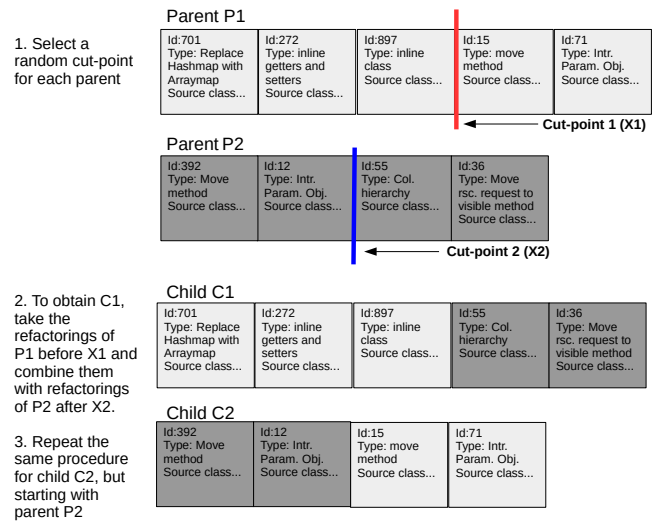 Parent P1
1. Select a
random cut-point
for each parent
Id:701
Type: Replace
Hashmap with
Arraymap
Source class...
Id:272
Type: inline
getters and
setters
Source class...
Id:897
Type: inline
class
Source class...
Id:15
Type: move
method
Source class...
Id:71
Type: Intr.
Param. Obj.
Source class...
Cut-point 1 (X1)
Parent P2
Id:392
Type: Move
method
Source class...
Id:12
Type: Intr.
Param. Obj.
Source class...
Id:55
Type: Col.
hierarchy
Source class...
Id:36
Type: Move
rsc. request to
visible method
Source class...
Cut-point 2 (X2)
2. To obtain C1,
take the
refactorings of
P1 before X1 and
combine them
with refactorings
of P2 after X2.
Child C1
Id:701
Type: Replace
Hashmap with
Arraymap
Source class...
Id:272
Type: inline
getters and
setters
Source class...
Id:897
Type: inline
class
Source class...
Id:55
Type: Col.
hierarchy
Source class...
Id:36
Type: Move
rsc. request to
visible method
Source class...
3. Repeat the
same procedure
for child C2, but
starting with
parent P2
Child C2
Id:392
Type: Move
method
Source class...
Id:12
Type: Intr.
Param. Obj.
Source class...
Id:15
Type: move
method
Source class...
Id:71
Type: Intr.
Param. Obj.
Source class...